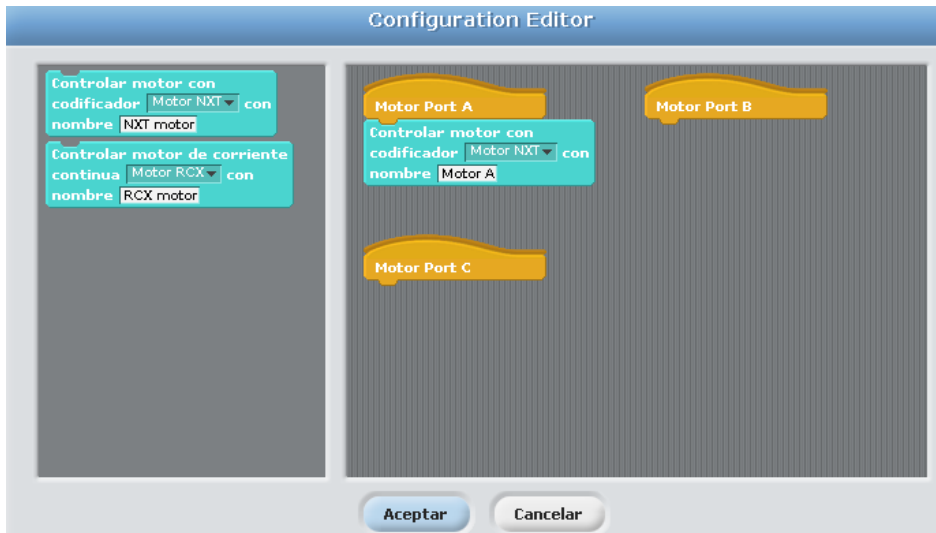 Configuration Editor
Controlar motor con
codificador Motor NXT con
nombre NXT motor
Controlar motor de corriente
continua Motor RCX con
nombre RCX motor
Motor Port A
Controlar motor con
codificador Motor NXT con
nombre Motor A
Motor Port B
Motor Port C
Aceptar
Cancelar